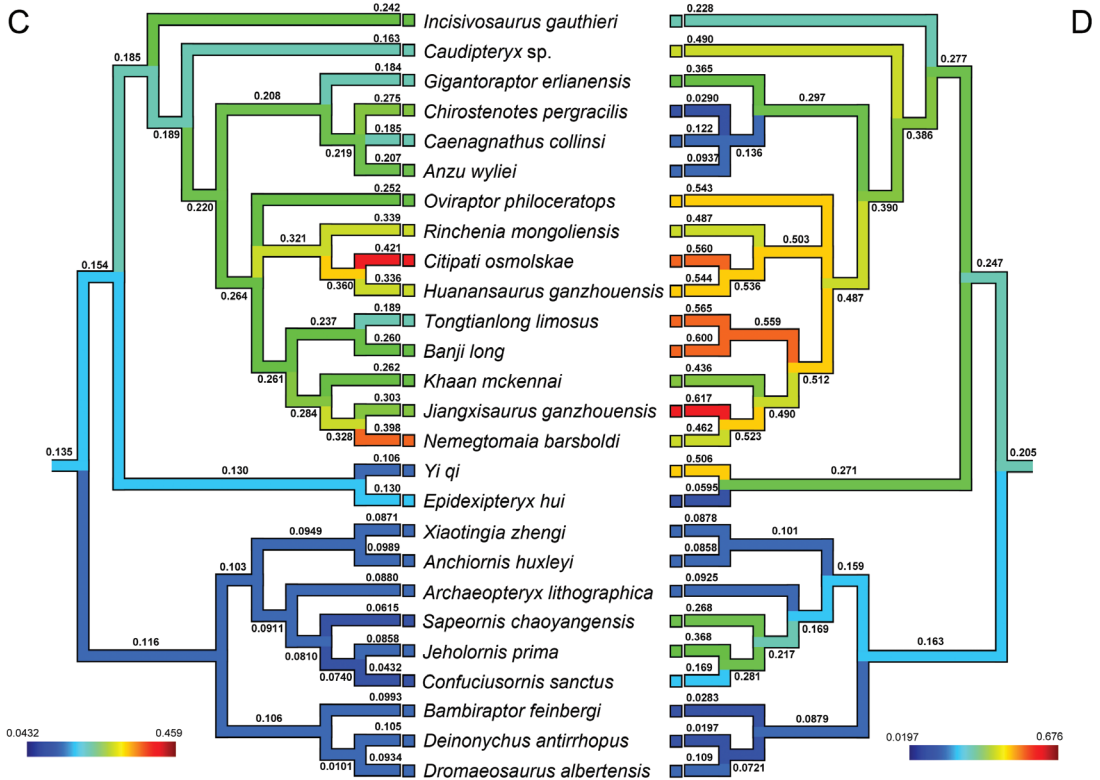 C
D
0.242 Incisivosaurus gauthieri 0.228
0.163 Caudipteryx sp. 0.490
0.185 0.277
0.184 Gigantoraptor erlianensis 0.365
0.208 0.297
0.275 Chirostenotes pergracilis 0.0290
0.189 0.386
0.185 Caenagnathus collinsi 0.122
0.219 0.136
0.207 Anzu wyliei 0.0937
0.220 0.390
0.252 Oviraptor philoceratops 0.543
0.339 Rinchenia mongoliensis 0.487
0.321 0.503
0.421 Citipati osmolskae 0.560
0.154 0.247
0.360 0.536
0.336 Huanansaurus ganzhouensis 0.544
0.264 0.487
0.189 Tongtianlong limosus 0.565
0.237 0.559
0.260 Banji long 0.600
0.261 0.512
0.262 Khaan mckennai 0.436
0.284 0.490
0.303 Jiangxisaurus ganzhouensis 0.617
0.328 0.523
0.398 Nemegtomaia barsboldi 0.462
0.135 0.205
0.106 Yi qi 0.506
0.130 0.271
0.130 Epidexipteryx hui 0.0595
0.0871 Xiaotingia zhengi 0.0878
0.0949 0.101
0.0989 Anchiornis huxleyi 0.0858
0.103 0.159
0.0880 Archaeopteryx lithographica 0.0925
0.0911 0.169
0.0615 Sapeornis chaoyangensis 0.268
0.116 0.163
0.0810 0.217
0.0858 Jeholornis prima 0.368
0.0740 0.281
0.0432 Confuciusornis sanctus 0.169
0.0993 Bambiraptor feinbergi 0.0283
0.106 0.0879
0.105 Deinonychus antirrhopus 0.0197
0.0101 0.0721
0.0934 Dromaeosaurus albertensis 0.109
0.0432 0.459
0.0197 0.676